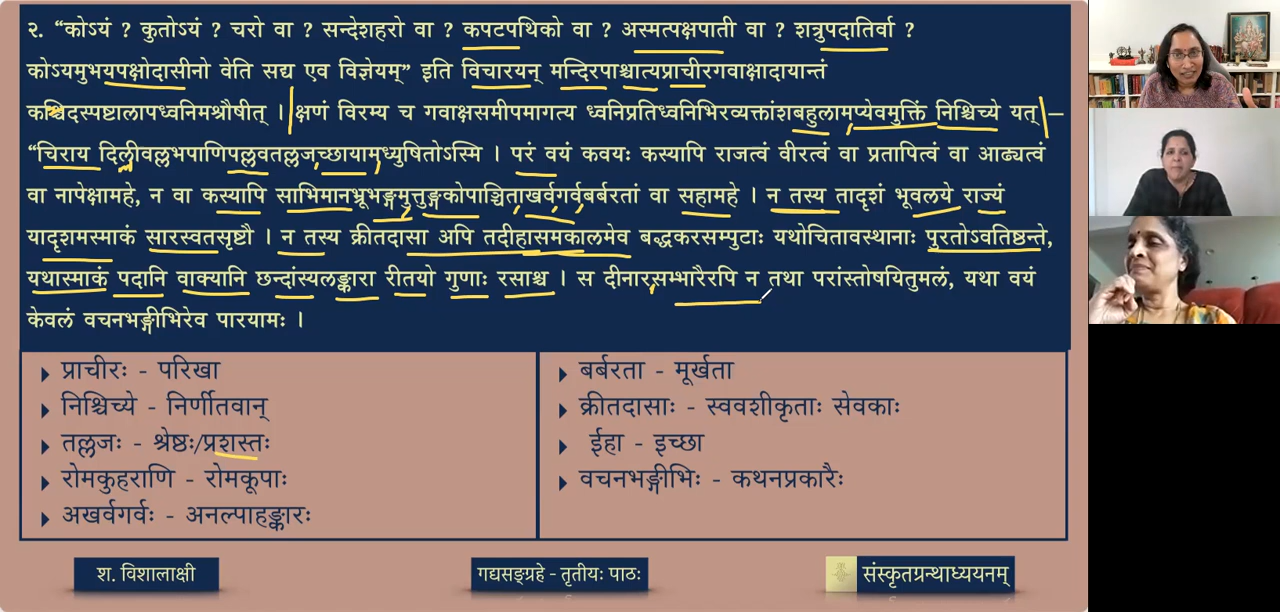 २. “कोऽयं ? कुतोऽयं ? चरो वा ? सन्देशहरो वा ? कपटपथिको वा ? अस्मत्पक्षपाती वा ? शत्रुपदातिर्वा ?
कोऽयमुभयपक्षोदासीनो वेति सद्य एव विज्ञेयम्” इति विचारयन् मन्दिरपाश्चात्यप्राचीरगवाक्षादायान्तं
कञ्चिदस्पष्टालापध्वनिमश्रौषीत् । क्षणं विरम्य च गवाक्षसमीपमागत्य ध्वनिप्रतिध्वनिभिरव्यक्तांशबहुलामप्येवमुक्तिं निश्चिच्ये यत् –
“चिराय दिल्लीवल्लभपाणिपल्लवतल्लजच्छायामध्युषितोऽस्मि । परं वयं कवयः कस्यापि राजत्वं वीरत्वं वा प्रतापित्वं वा आढ्यत्वं
वा नापेक्षामहे, न वा कस्यापि साभिमानभ्रूभङ्गमुत्तुङ्गकोपाञ्चिताखर्वगर्वबर्बरतां वा सहामहे । न तस्य तादृशं भूवलये राज्यं
यादृशमस्माकं सारस्वतसृष्टौ । न तस्य क्रीतदासा अपि तदीहासमकालमेव बद्धकरसम्पुटाः यथोचितावस्थानाः पुरतोऽवतिष्ठन्ते,
यथास्माकं पदानि वाक्यानि छन्दांस्यलङ्कारा रीतयो गुणाः रसाश्च । स दीनारसम्भारैरपि न तथा परांस्तोषयितुमलं, यथा वयं
केवलं वचनभङ्गीभिरेव पारयामः ।
प्राचीरः - परिखा
निश्चिच्ये - निर्णीतवान्
तल्लजः - श्रेष्ठः/प्रशस्तः
रोमकुहराणि - रोमकूपाः
अखर्वगर्वः - अनल्पाहङ्कारः
बर्बरता - मूर्खता
क्रीतदासाः - स्ववशीकृताः सेवकाः
ईहा - इच्छा
वचनभङ्गीभिः - कथनप्रकारैः
श. विशालाक्षी
गद्यसङ्ग्रहे - तृतीयः पाठः
संस्कृतग्रन्थाध्ययनम्